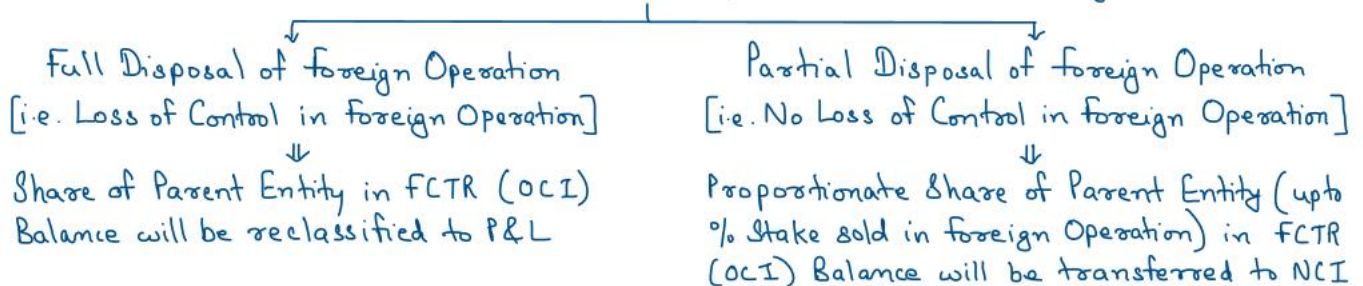 Full Disposal of Foreign Operation
[i.e. Loss of Control in Foreign Operation]
Share of Parent Entity in FCTR (OCI)
Balance will be reclassified to P&L
Partial Disposal of Foreign Operation
[i.e. No Loss of Control in Foreign Operation]
Proportionate Share of Parent Entity (upto
% Stake sold in Foreign Operation) in FCTR
(OCI) Balance will be transferred to NCI